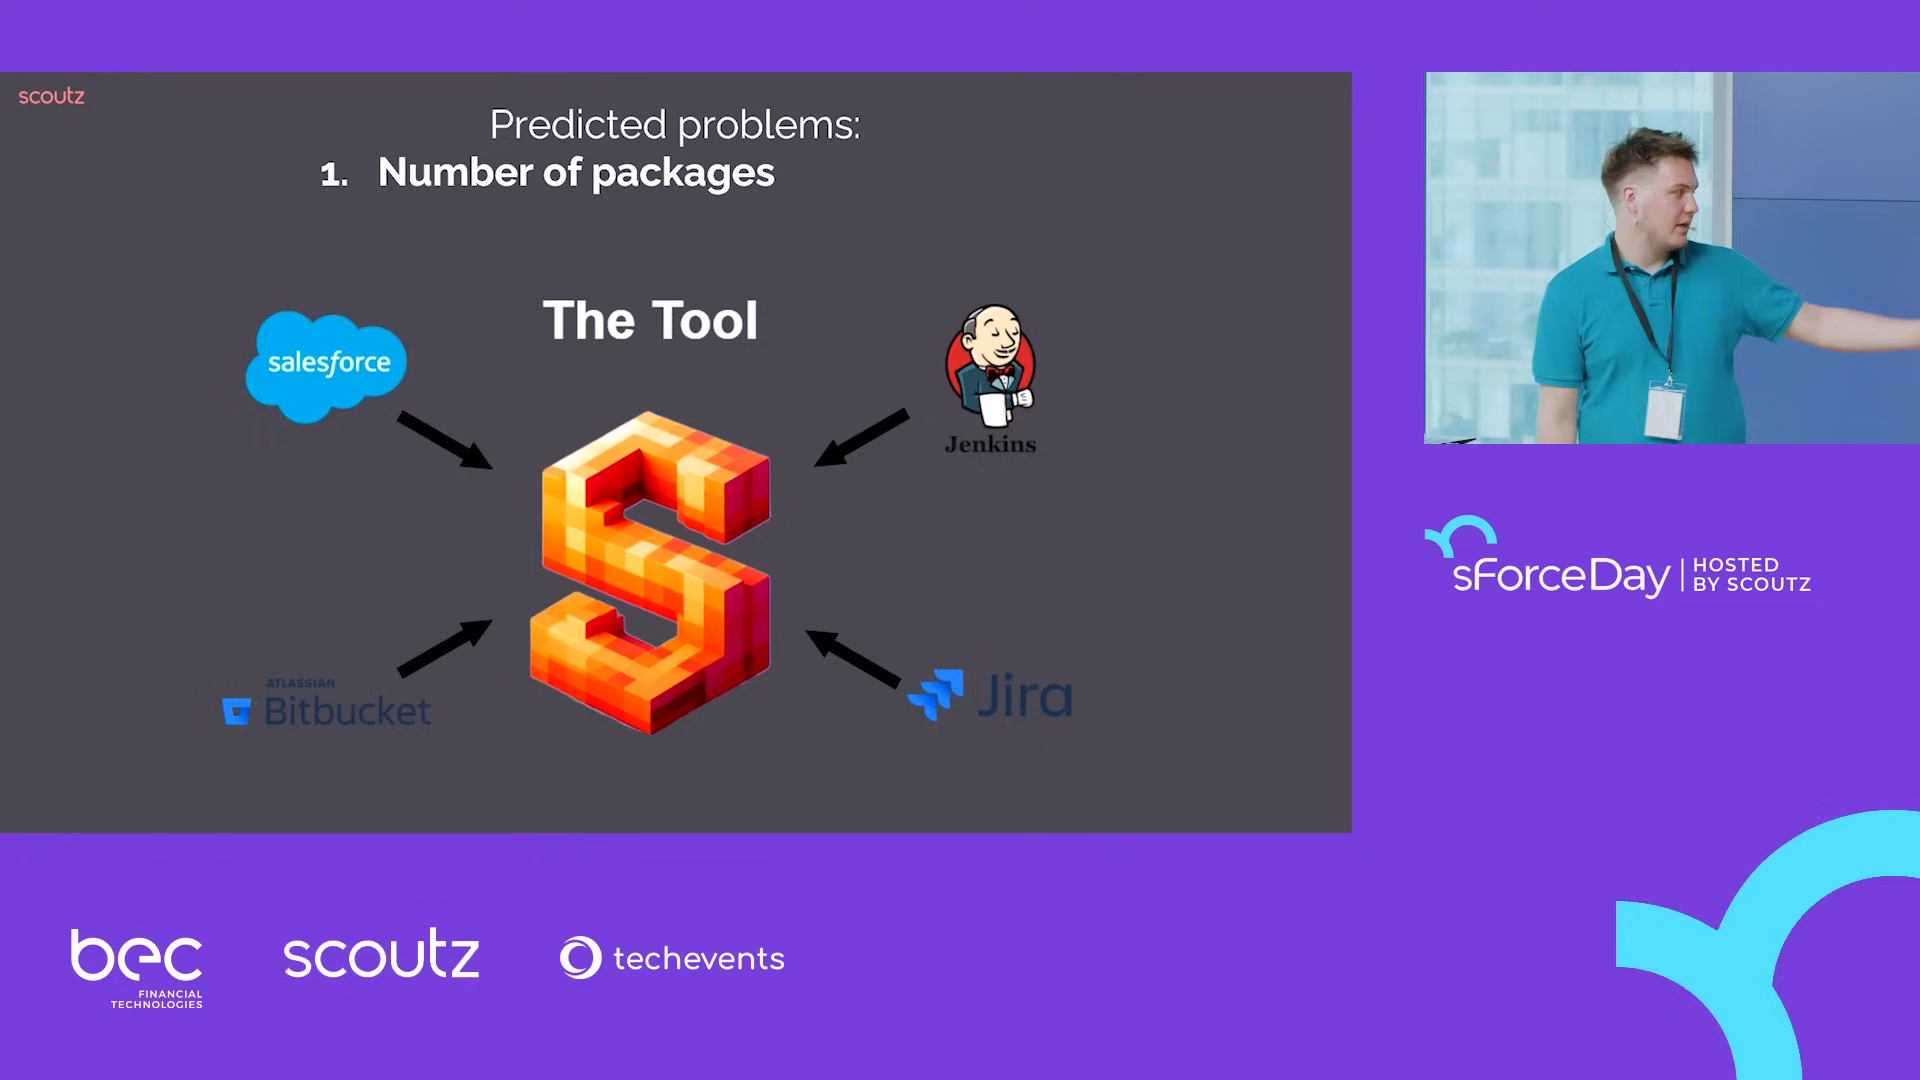 scoutz
Predicted problems:
1. Number of packages
The Tool
salesforce
Jenkins
ATLASSIAN
Bitbucket
Jira
sForceDay
HOSTED
BY SCOUTZ
bec
FINANCIAL
TECHNOLOGIES
scoutz
techevents